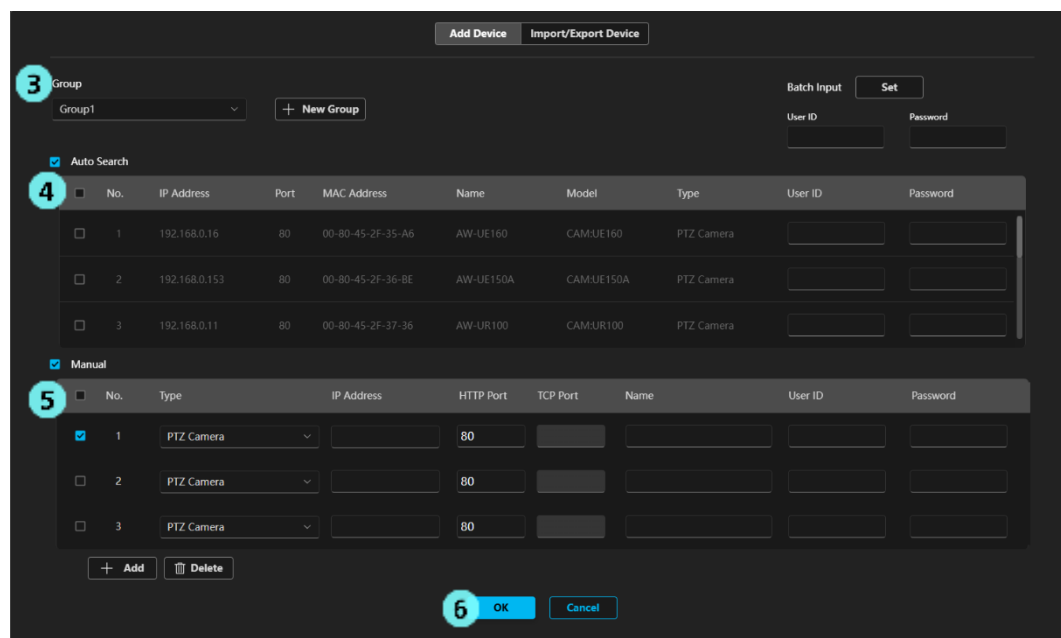 Add Device Import/Export Device
3 Group
Batch Input Set
Group1 + New Group
User ID Password
Auto Search
4 No. IP Address Port MAC Address Name Model Type User ID Password
1 192.168.0.16 80 00-80-45-2F-35-A6 AW-UE160 CAM:UE160 PTZ Camera
2 192.168.0.153 80 00-80-45-2F-36-BE AW-UE150A CAM:UE150A PTZ Camera
3 192.168.0.11 80 00-80-45-2F-37-36 AW-UR100 CAM:UR100 PTZ Camera
Manual
5 No. Type IP Address HTTP Port TCP Port Name User ID Password
1 PTZ Camera 80
2 PTZ Camera 80
3 PTZ Camera 80
+ Add Delete
6 OK Cancel